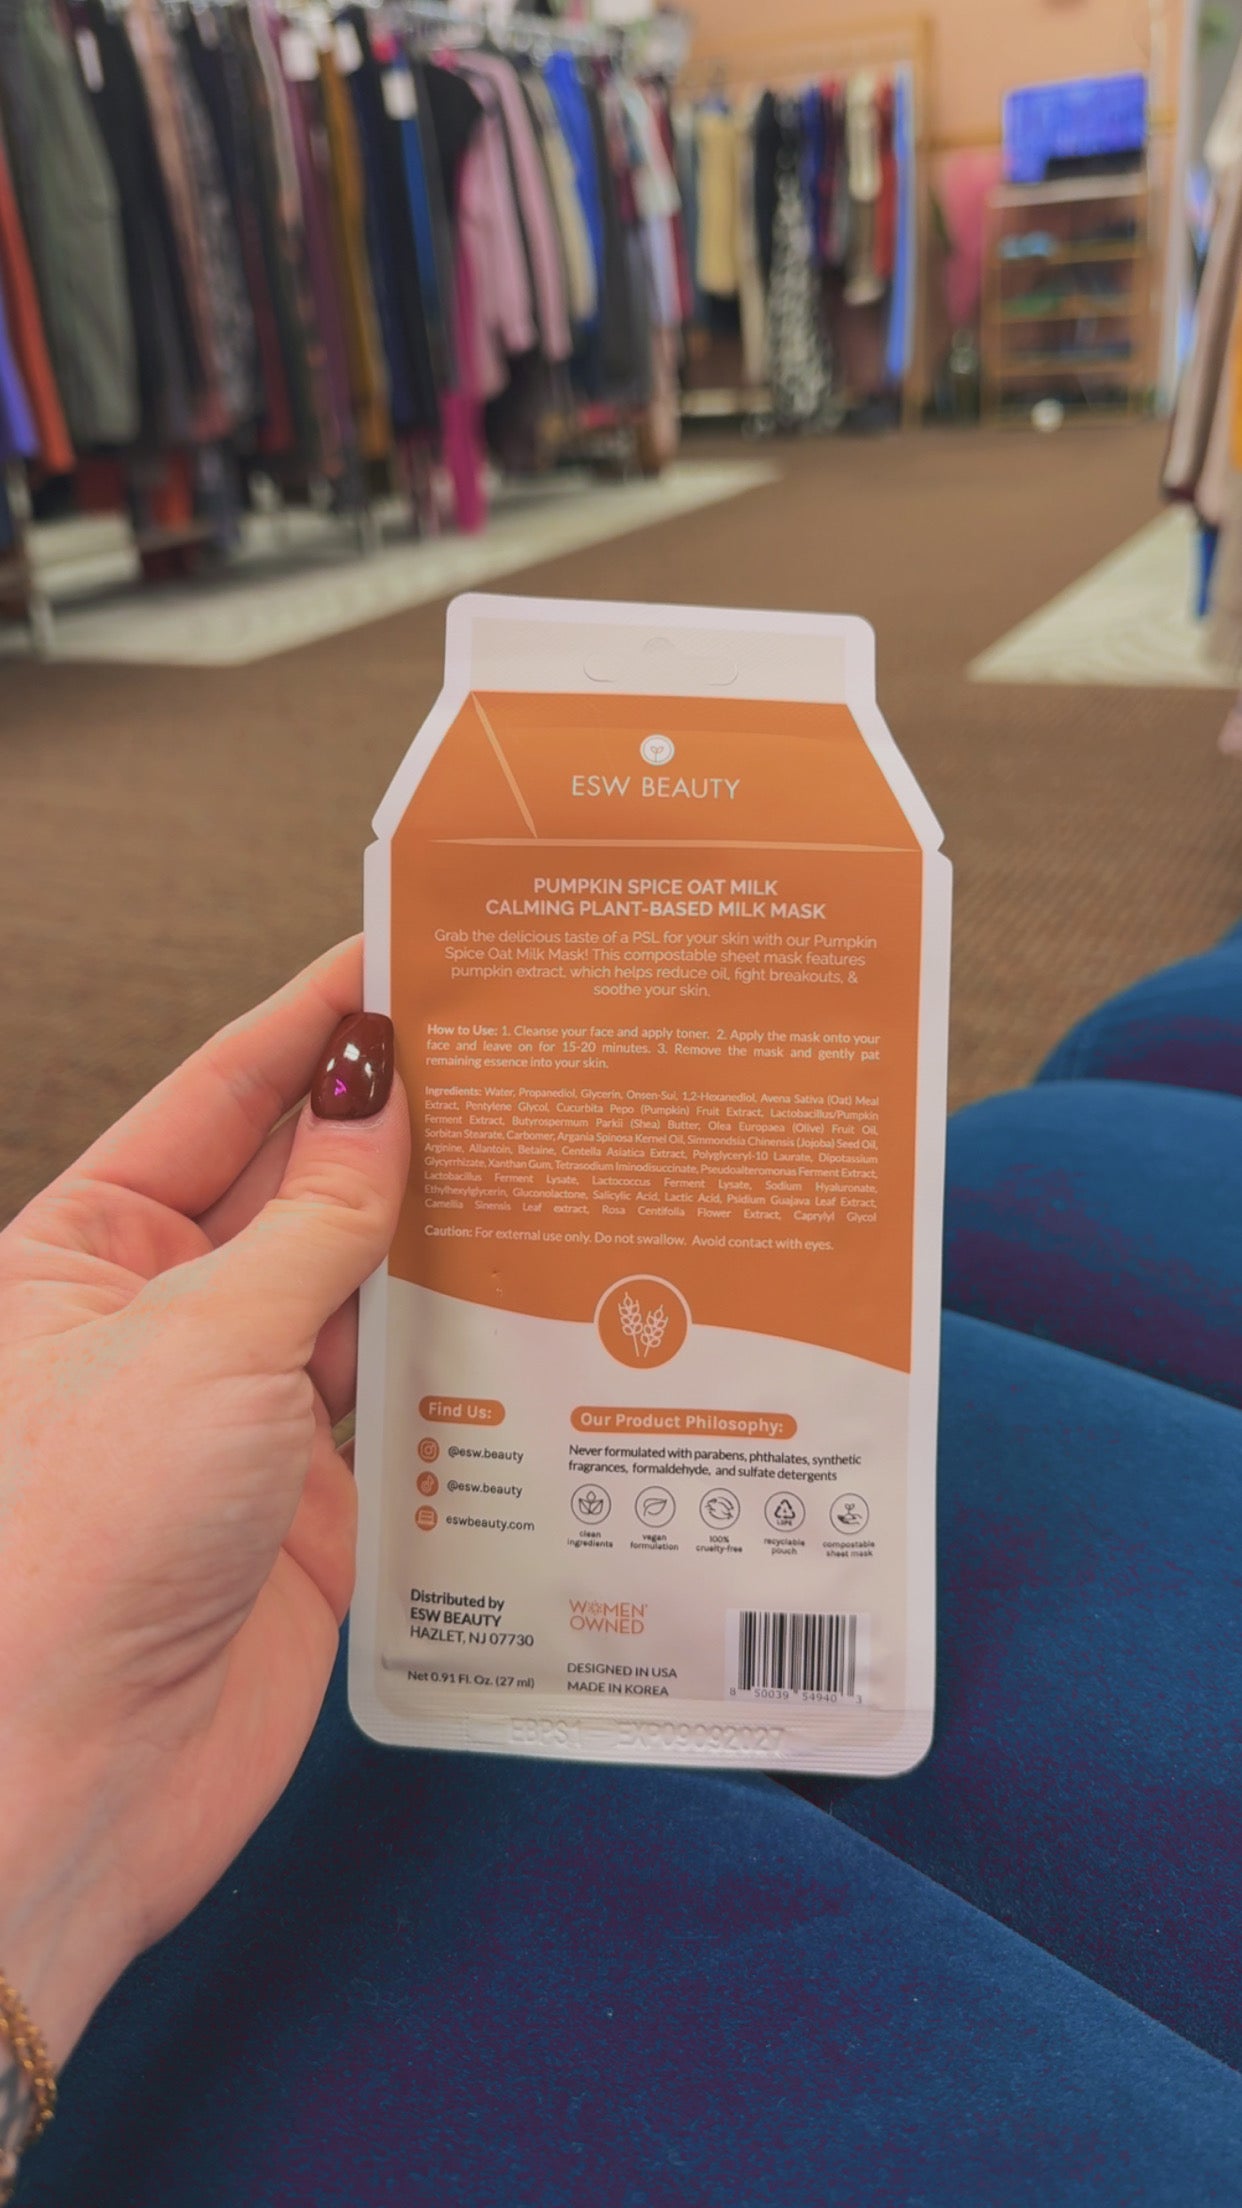 ESW BEAUTY
PUMPKIN SPICE OAT MILK
CALMING PLANT-BASED MILK MASK
Grab the delicious taste of a PSL for your skin with our Pumpkin
Spice Oat Milk Mask! This compostable sheet mask features
pumpkin extract, which helps reduce oil, fight breakouts, &
soothe your skin.
How to Use: 1. Cleanse your face and apply toner. 2. Apply the mask onto your
face and leave on for 15-20 minutes. 3. Remove the mask and gently pat
remaining essence into your skin.
Ingredients: Water, Propanediol, Glycerin, Onsen-Sui, 1,2-Hexanediol, Avena Sativa (Oat) Meal
Extract, Pentylene Glycol, Cucurbita Pepo (Pumpkin) Fruit Extract, Lactobacillus/Pumpkin
Ferment Extract, Butyrospermum Parkii (Shea) Butter, Olea Europaea (Olive) Fruit Oil,
Sorbitan Stearate, Carbomer, Argania Spinosa Kernel Oil, Simmondsia Chinensis (Jojoba) Seed Oil,
Arginine, Allantoin, Betaine, Centella Asiatica Extract, Polyglyceryl-10 Laurate, Dipotassium
Glycyrrhizate, Xanthan Gum, Tetrasodium Iminodisuccinate, Pseudoalteromonas Ferment Extract,
Lactobacillus Ferment Lysate, Lactococcus Ferment Lysate, Sodium Hyaluronate,
Ethylhexylglycerin, Gluconolactone, Salicylic Acid, Lactic Acid, Psidium Guajava Leaf Extract,
Camellia Sinensis Leaf extract, Rosa Centifolia Flower Extract, Caprylyl Glycol
Caution: For external use only. Do not swallow. Avoid contact with eyes.
Find Us:
@esw.beauty
@esw.beauty
eswbeauty.com
Our Product Philosophy:
Never formulated with parabens, phthalates, synthetic
fragrances, formaldehyde, and sulfate detergents
LDPE
clean
ingredients
vegan
formulation
100%
cruelty-free
recyclable
pouch
compostable
sheet mask
Distributed by
ESW BEAUTY
HAZLET, NJ 07730
Net 0.91 Fl. Oz. (27 ml)
WOMEN
OWNED
DESIGNED IN USA
MADE IN KOREA
8 50039 54940 3
EBPS1 EXP09092027